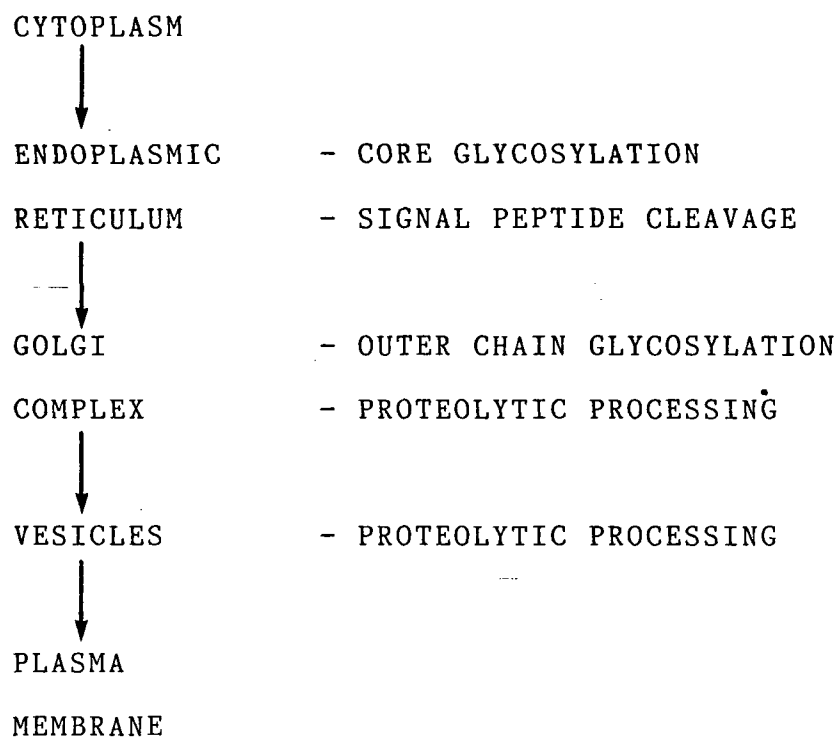 CYTOPLASM
ENDOPLASMIC - CORE GLYCOSYLATION
RETICULUM - SIGNAL PEPTIDE CLEAVAGE
GOLGI - OUTER CHAIN GLYCOSYLATION
COMPLEX - PROTEOLYTIC PROCESSING
VESICLES - PROTEOLYTIC PROCESSING
PLASMA
MEMBRANE